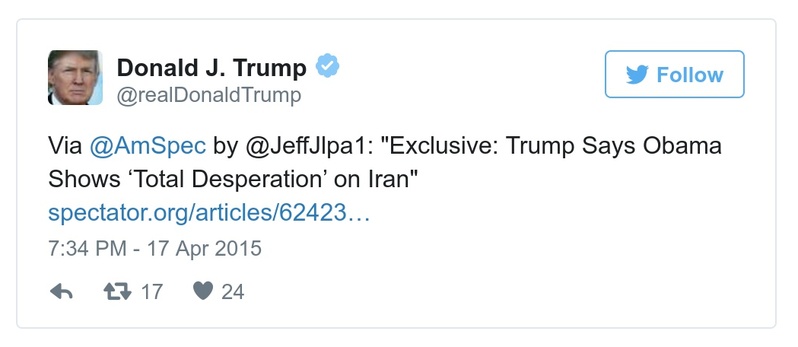 Donald J. Trump
@realDonaldTrump
Follow
Via @AmSpec by @JeffJlpa1: "Exclusive: Trump Says Obama
Shows ‘Total Desperation’ on Iran"
spectator.org/articles/62423…
7:34 PM - 17 Apr 2015
17 24